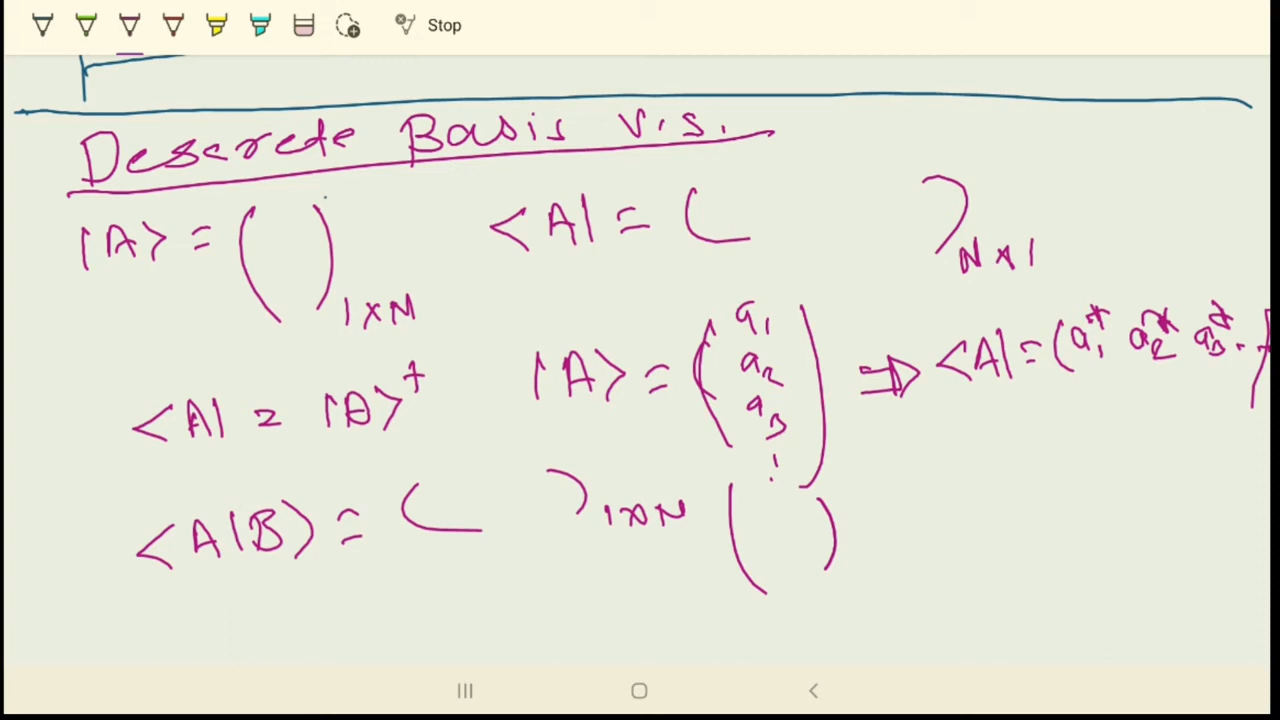 Stop
Descrete Basis v.s.
|A> = ( )1×N <A| = ( )N×1
<A| = |A>† |A> = (a1 a2 a3 ⋮) ⇒ <A| = (a1* a2* a3* ..)
<A|B> = ( )1×N ( )